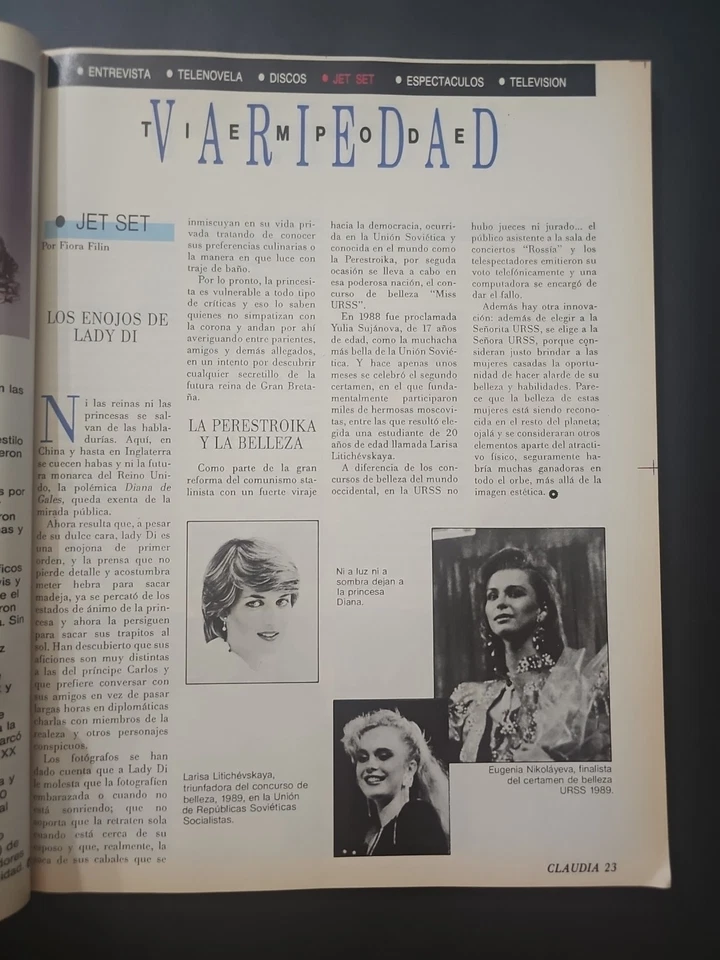 • ENTREVISTA • TELENOVELA • DISCOS • JET SET • ESPECTACULOS • TELEVISION
TIEMPO DE
VARIEDAD
• JET SET
Por Fiora Filin
LOS ENOJOS DE
LADY DI
Ni las reinas ni las
princesas se sal-
van de las habla-
durías. Aquí, en
China y hasta en Inglaterra
se cuecen habas y ni la futu-
ra monarca del Reino Uni-
do, la polémica Diana de
Gales, queda exenta de la
mirada pública.
Ahora resulta que, a pesar
de su dulce cara, lady Di es
una enojona de primer
orden, y la prensa que no
pierde detalle y acostumbra
meter hebra para sacar
madeja, ya se percató de los
estados de ánimo de la prin-
cesa y ahora la persiguen
para sacar sus trapitos al
sol. Han descubierto que sus
aficiones son muy distintas
a las del príncipe Carlos y
que prefiere conversar con
sus amigos en vez de pasar
largas horas en diplomáticas
charlas con miembros de la
realeza y otros personajes
conspicuos.
Los fotógrafos se han
dado cuenta que a Lady Di
le molesta que la fotografíen
embarazada o cuando no
está sonriendo; que no
soporta que la retraten sola
cuando está cerca de su
esposo y que, realmente, la
saca de sus cabales que se
inmiscuyan en su vida pri-
vada tratando de conocer
sus preferencias culinarias o
la manera en que luce con
traje de baño.
Por lo pronto, la princesi-
ta es vulnerable a todo tipo
de críticas y eso lo saben
quienes no simpatizan con
la corona y andan por ahí
averiguando entre parientes,
amigos y demás allegados,
en un intento por descubrir
cualquier secretillo de la
futura reina de Gran Breta-
ña.
LA PERESTROIKA
Y LA BELLEZA
Como parte de la gran
reforma del comunismo sta-
linista con un fuerte viraje
hacia la democracia, ocurri-
da en la Unión Soviética y
conocida en el mundo como
la Perestroika, por seguda
ocasión se lleva a cabo en
esa poderosa nación, el con-
curso de belleza "Miss
URSS".
En 1988 fue proclamada
Yulia Sujánova, de 17 años
de edad, como la muchacha
más bella de la Unión Sovié-
tica. Y hace apenas unos
meses se celebró el segundo
certamen, en el que funda-
mentalmente participaron
miles de hermosas moscovi-
tas, entre las que resultó ele-
gida una estudiante de 20
años de edad llamada Larisa
Litichévskaya.
A diferencia de los con-
cursos de belleza del mundo
occidental, en la URSS no
hubo jueces ni jurado... el
público asistente a la sala de
conciertos "Rossía" y los
telespectadores emitieron su
voto telefónicamente y una
computadora se encargó de
dar el fallo.
Además hay otra innova-
ción: además de elegir a la
Señorita URSS, se elige a la
Señora URSS, porque con-
sideran justo brindar a las
mujeres casadas la oportuni-
dad de hacer alarde de su
belleza y habilidades. Pare-
ce que la belleza de estas
mujeres está siendo recono-
cida en el resto del planeta;
ojalá y se consideraran otros
elementos aparte del atracti-
vo físico, seguramente ha-
bría muchas ganadoras en
todo el orbe, más allá de la
imagen estética.
Ni a luz ni a
sombra dejan a
la princesa
Diana.
Larisa Litichévskaya,
triunfadora del concurso de
belleza, 1989, en la Unión
de Repúblicas Soviéticas
Socialistas.
Eugenia Nikoláyeva, finalista
del certamen de belleza
URSS 1989.
CLAUDIA 23